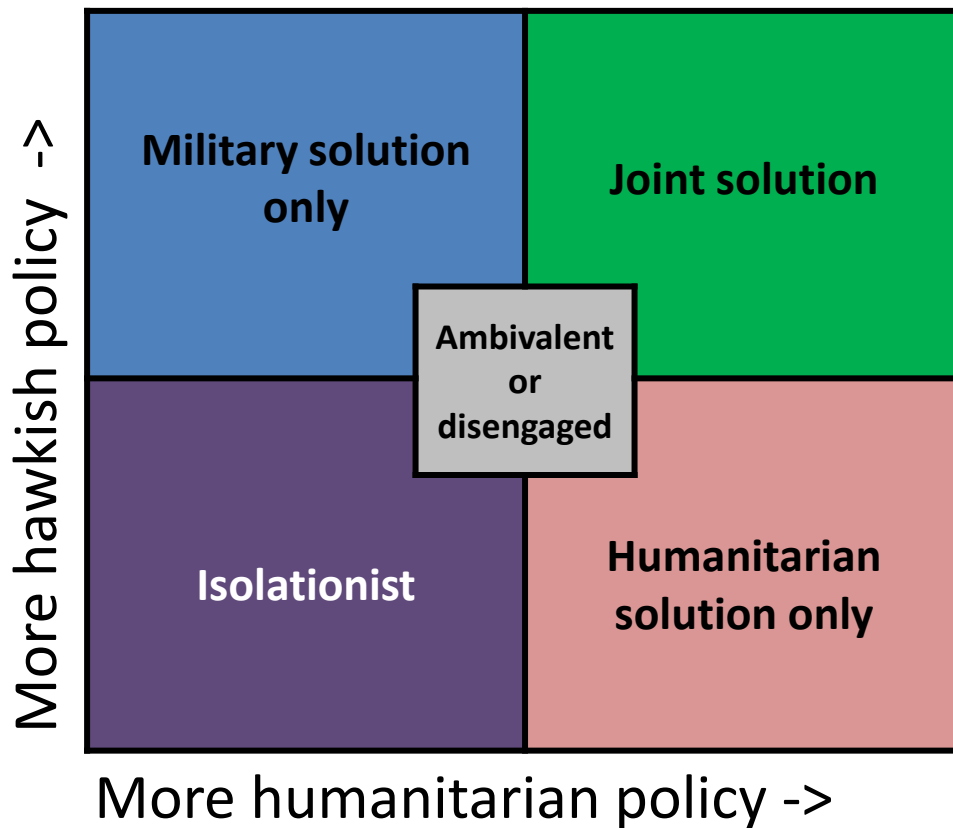 More hawkish policy ->
Military solution
only
Joint solution
Ambivalent
or
disengaged
Isolationist
Humanitarian
solution only
More humanitarian policy ->